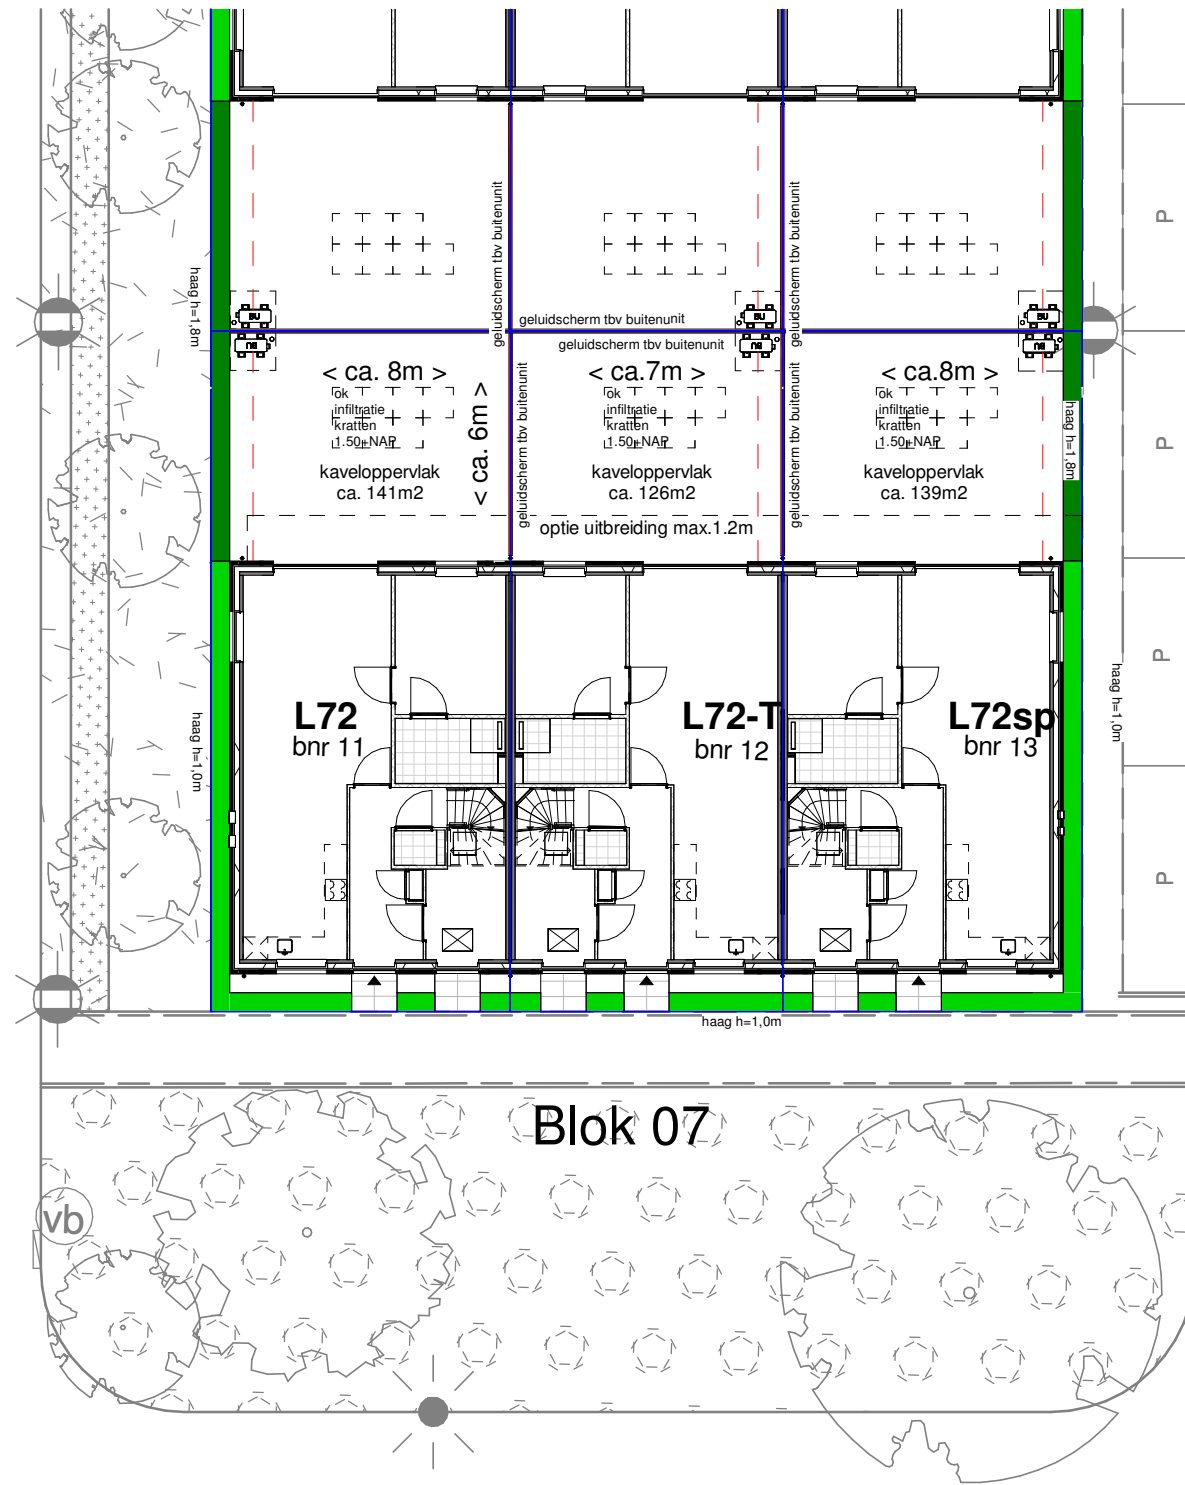 P
geluidscherm tbv buitenunit
geluidscherm tbv buitenunit
haag h=1,8m
BU
BU
BU
geluidscherm tbv buitenunit
geluidscherm tbv buitenunit
BU
BU
BU
< ca. 8m >
< ca.7m >
< ca.8m >
ok
infiltratie
kratten
1.50+NAP
ok
infiltratie
kratten
1.50+NAP
ok
infiltratie
kratten
1.50+NAP
< ca. 6m >
geluidscherm tbv buitenunit
geluidscherm tbv buitenunit
haag h=1,8m
P
kaveloppervlak
ca. 141m2
kaveloppervlak
ca. 126m2
kaveloppervlak
ca. 139m2
optie uitbreiding max.1.2m
P
L72
bnr 11
L72-T
bnr 12
L72sp
bnr 13
haag h=1,0m
haag h=1,0m
P
haag h=1,0m
Blok 07
vb